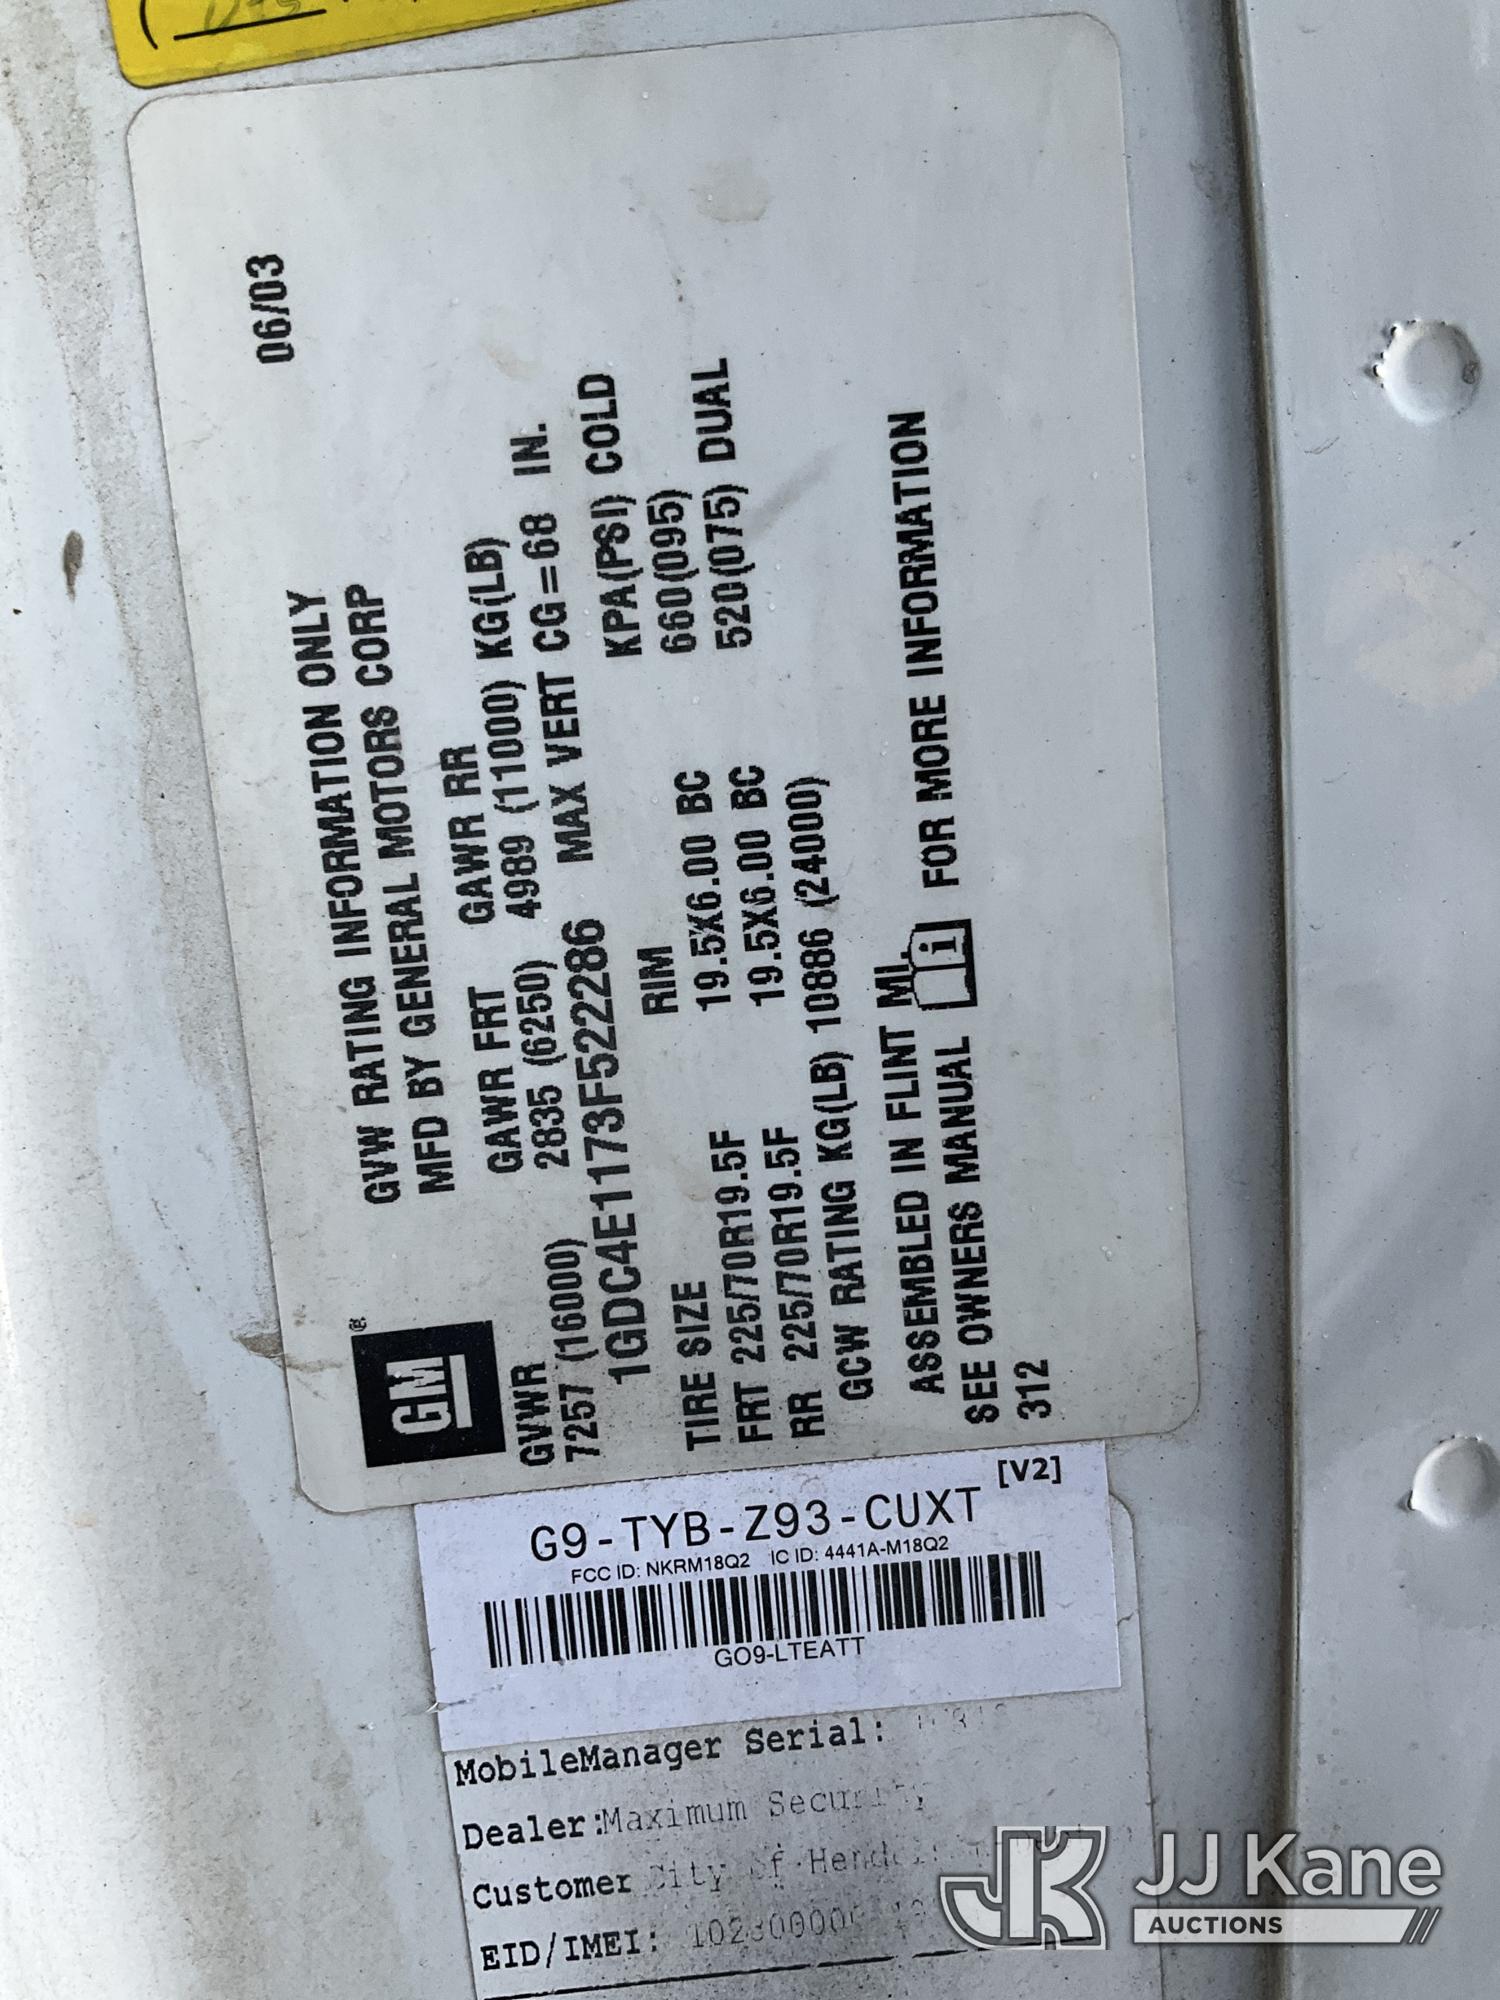 06/03
GVW RATING INFORMATION ONLY
MFD BY GENERAL MOTORS CORP
GM ®
GVWR GAWR FRT GAWR RR
7257 (16000) 2835 (6250) 4989 (11000) KG(LB)
1GDC4E1173F522286 MAX VERT CG=68 IN.
TIRE SIZE RIM KPA(PSI) COLD
FRT 225/70R19.5F 19.5X6.00 BC 660(095)
RR 225/70R19.5F 19.5X6.00 BC 520(075) DUAL
GCW RATING KG(LB) 10886 (24000)
ASSEMBLED IN FLINT MI.
SEE OWNERS MANUAL i FOR MORE INFORMATION
312
G9-TYB-Z93-CUXT [V2]
FCC ID: NKRM18Q2 IC ID: 4441A-M18Q2
GO9-LTEATT
MobileManager Serial:
Dealer:Maximum Security
Customer City of
EID/IMEI:
JK JJ Kane
AUCTIONS